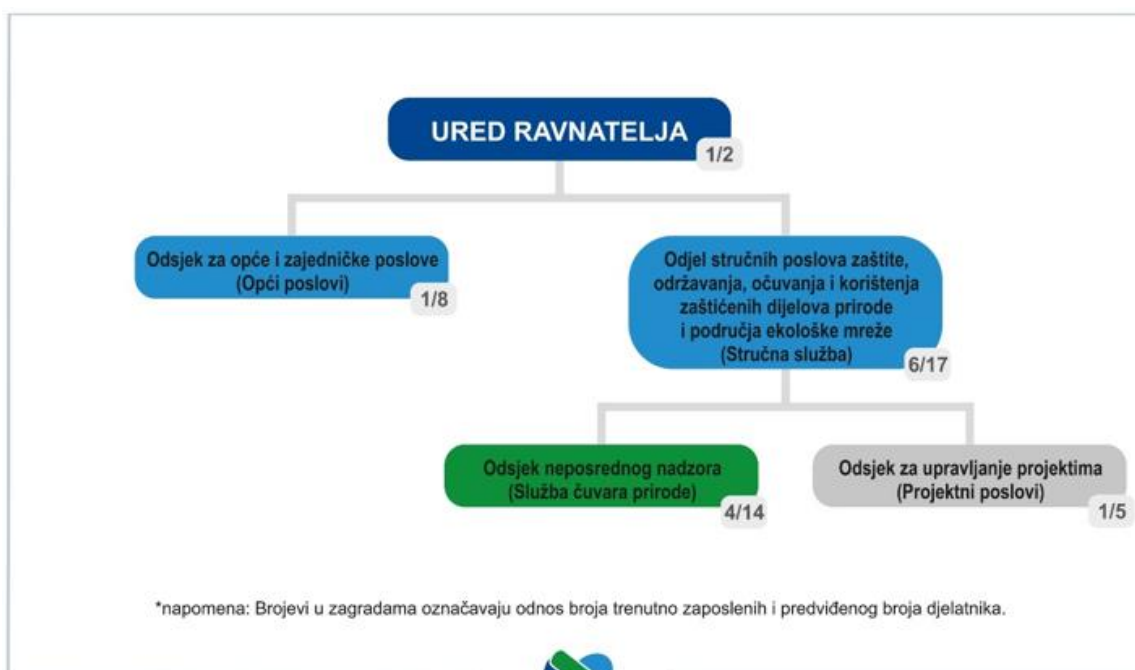 URED RAVNATELJA
1/2
Odsjek za opće i zajedničke poslove
(Opći poslovi)
1/8
Odjel stručnih poslova zaštite,
održavanja, očuvanja i korištenja
zaštićenih dijelova prirode
i područja ekološke mreže
(Stručna služba)
6/17
Odsjek neposrednog nadzora
(Služba čuvara prirode)
4/14
Odsjek za upravljanje projektima
(Projektni poslovi)
1/5
*napomena: Brojevi u zagradama označavaju odnos broja trenutno zaposlenih i predviđenog broja djelatnika.